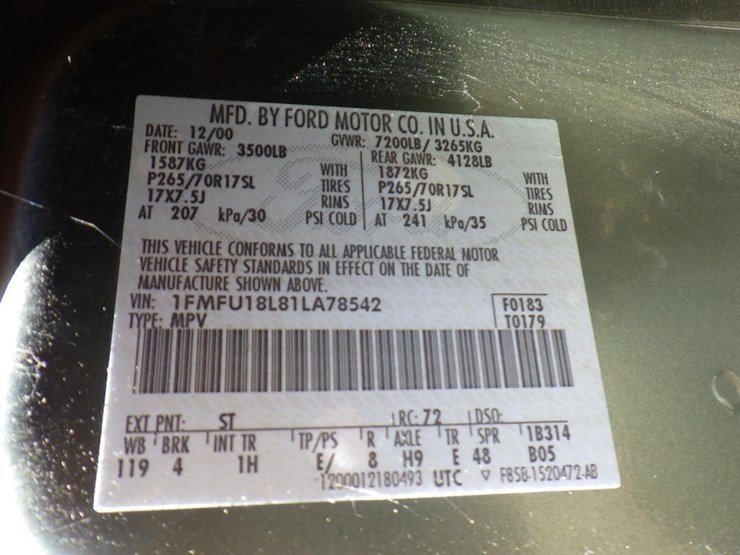 MFD. BY FORD MOTOR CO. IN U.S.A.
DATE: 12/00 GVWR: 7200LB/ 3265KG
FRONT GAWR: 3500LB REAR GAWR: 4128LB
1587KG WITH 1872KG WITH
P265/70R17SL TIRES P265/70R17SL TIRES
17X7.5J RIMS 17X7.5J RIMS
AT 207 kPa/30 PSI COLD AT 241 kPa/35 PSI COLD
THIS VEHICLE CONFORMS TO ALL APPLICABLE FEDERAL MOTOR
VEHICLE SAFETY STANDARDS IN EFFECT ON THE DATE OF
MANUFACTURE SHOWN ABOVE.
VIN: 1FMFU18L81LA78542 F0183
TYPE: MPV T0179
EXT PNT: ST RC: 72 DSO:
WB BRK INT TR TP/PS R AXLE TR SPR 1B314
119 4 1H E/ 8 H9 E 48 B05
UTC ▽ F85B-1520472-AB